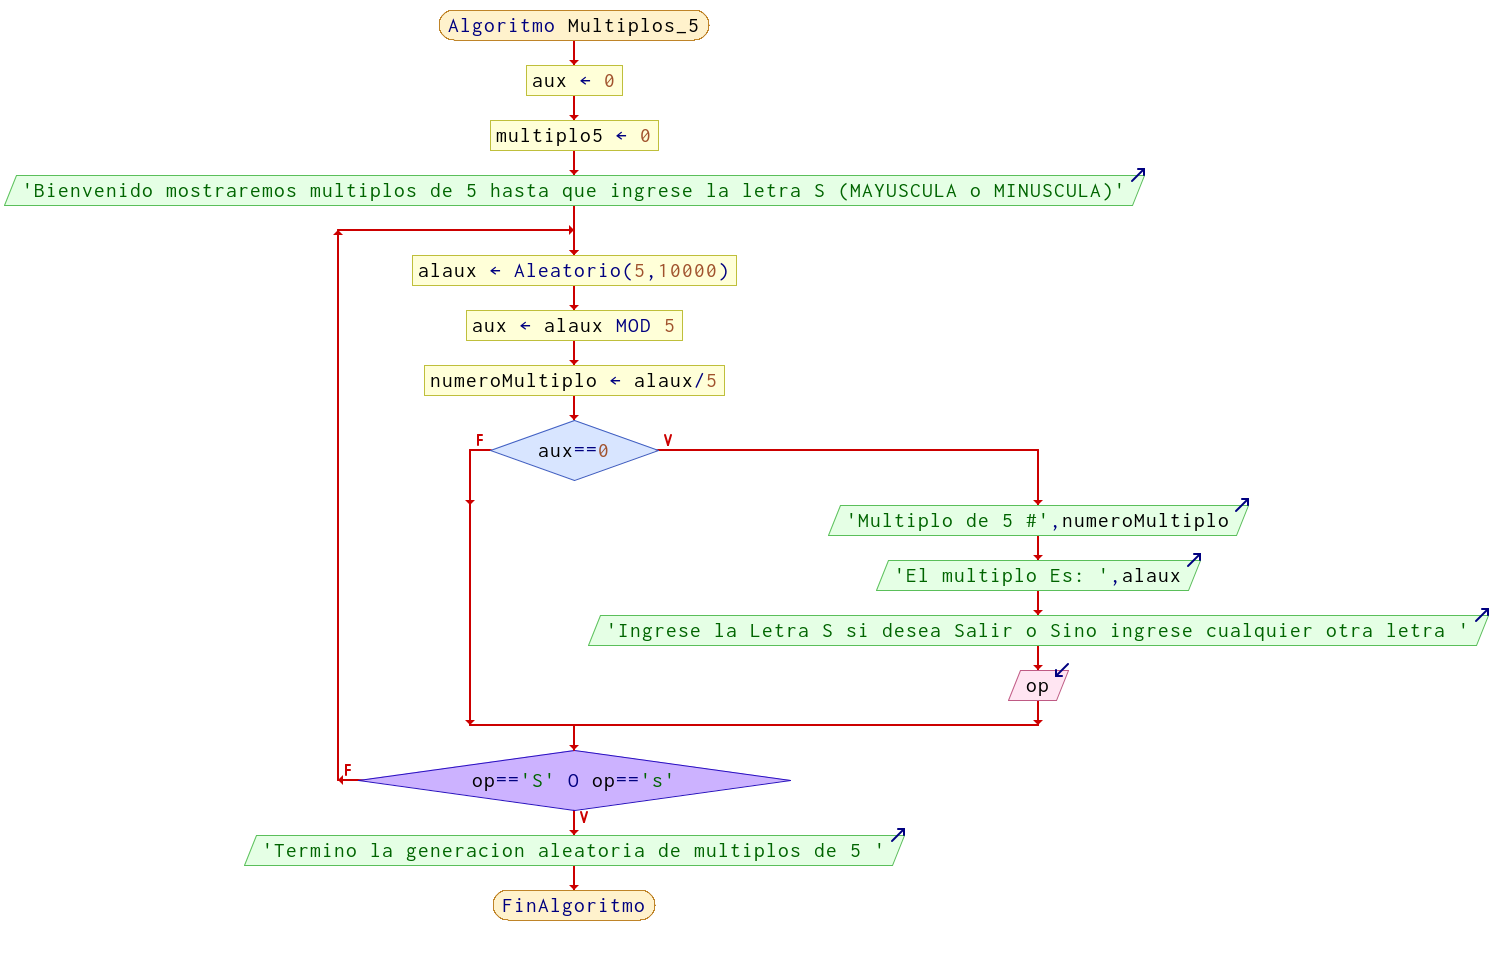 Algoritmo Multiplos_5
aux ← 0
multiplo5 ← 0
'Bienvenido mostraremos multiplos de 5 hasta que ingrese la letra S (MAYUSCULA o MINUSCULA)'
alaux ← Aleatorio(5,10000)
aux ← alaux MOD 5
numeroMultiplo ← alaux/5
F
V
aux==0
'Multiplo de 5 #',numeroMultiplo
'El multiplo Es: ',alaux
'Ingrese la Letra S si desea Salir o Sino ingrese cualquier otra letra '
op
F
op=='S' O op=='s'
V
'Termino la generacion aleatoria de multiplos de 5 '
FinAlgoritmo